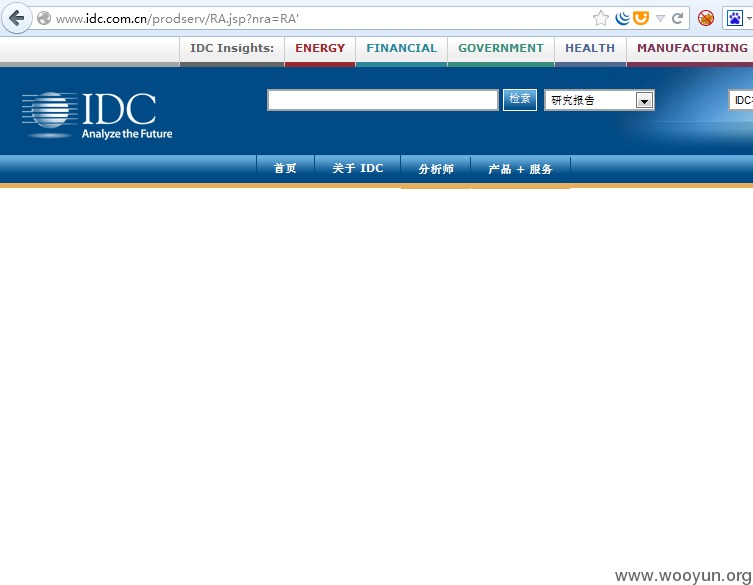 www.idc.com.cn/prodserv/RA.jsp?nra=RA'
IDC Insights: ENERGY FINANCIAL GOVERNMENT HEALTH MANUFACTURING
IDC
Analyze the Future
检索 研究报告 IDC
首页 关于 IDC 分析师 产品 + 服务
www.wooyun.org